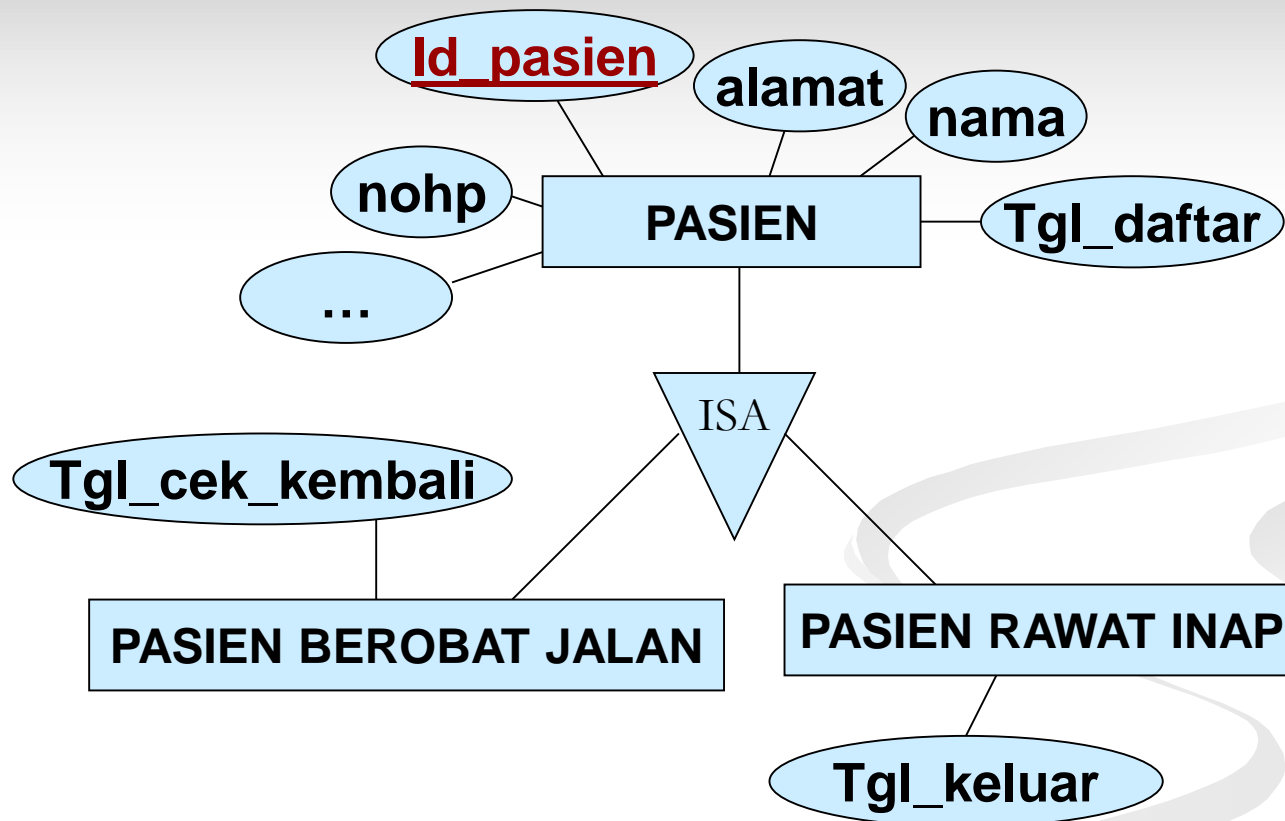 Id_pasien
alamat
nama
nohp
PASIEN
Tgl_daftar
...
ISA
Tgl_cek_kembali
PASIEN BEROBAT JALAN
PASIEN RAWAT INAP
Tgl_keluar